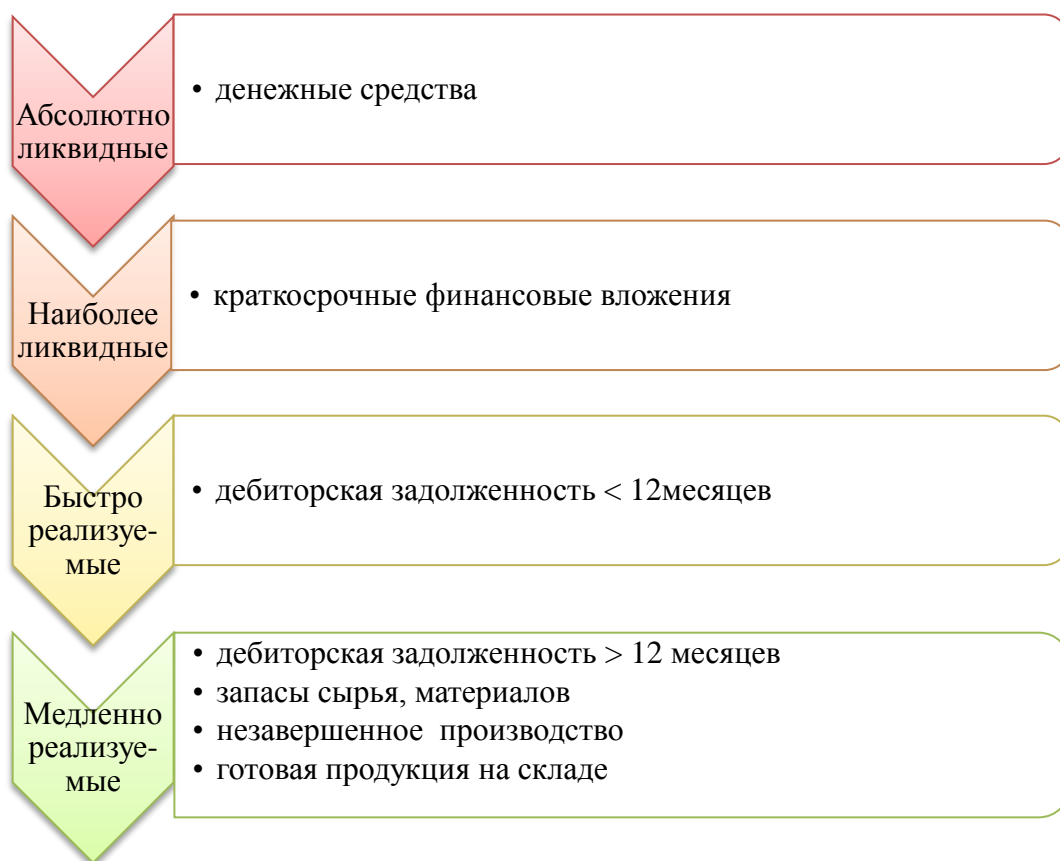 Абсолютно
ликвидные
• денежные средства
Наиболее
ликвидные
• краткосрочные финансовые вложения
Быстро
реализуе-
мые
• дебиторская задолженность < 12месяцев
Медленно
реализуе-
мые
• дебиторская задолженность > 12 месяцев
• запасы сырья, материалов
• незавершенное производство
• готовая продукция на складе